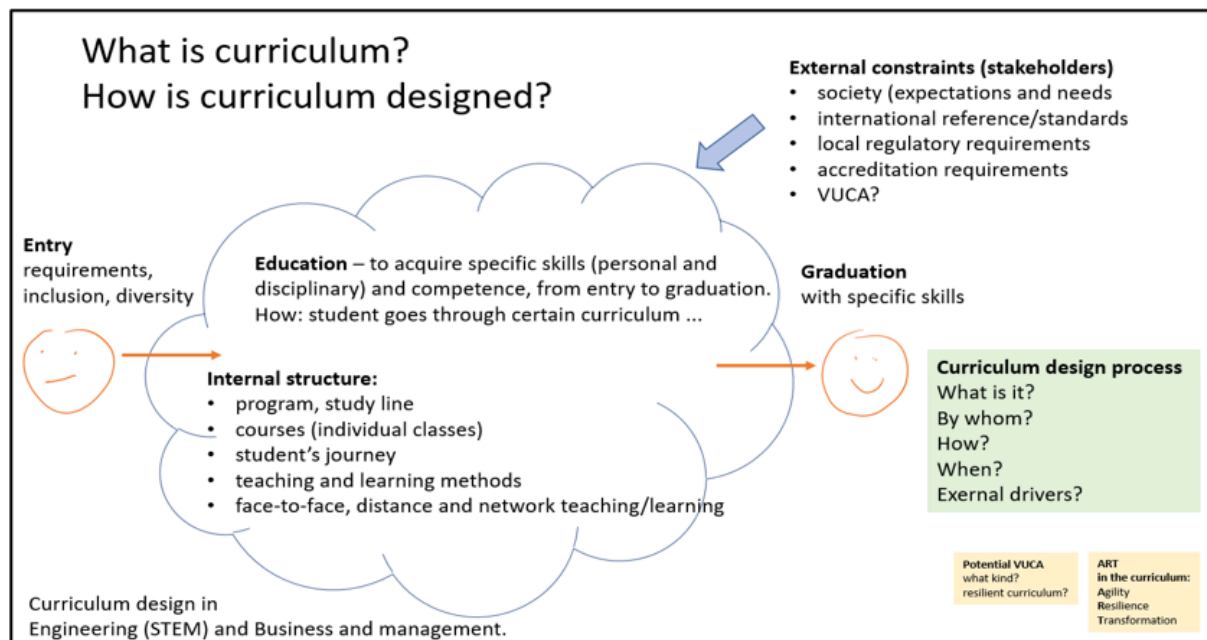 What is curriculum?
How is curriculum designed?
External constraints (stakeholders)
• society (expectations and needs
• international reference/standards
• local regulatory requirements
• accreditation requirements
• VUCA?
Entry
requirements,
inclusion, diversity
Education – to acquire specific skills (personal and
disciplinary) and competence, from entry to graduation.
How: student goes through certain curriculum ...
Graduation
with specific skills
Internal structure:
• program, study line
• courses (individual classes)
• student's journey
• teaching and learning methods
• face-to-face, distance and network teaching/learning
Curriculum design process
What is it?
By whom?
How?
When?
Exernal drivers?
Potential VUCA
what kind?
resilient curriculum?
ART
in the curriculum:
Agility
Resilience
Transformation
Curriculum design in
Engineering (STEM) and Business and management.